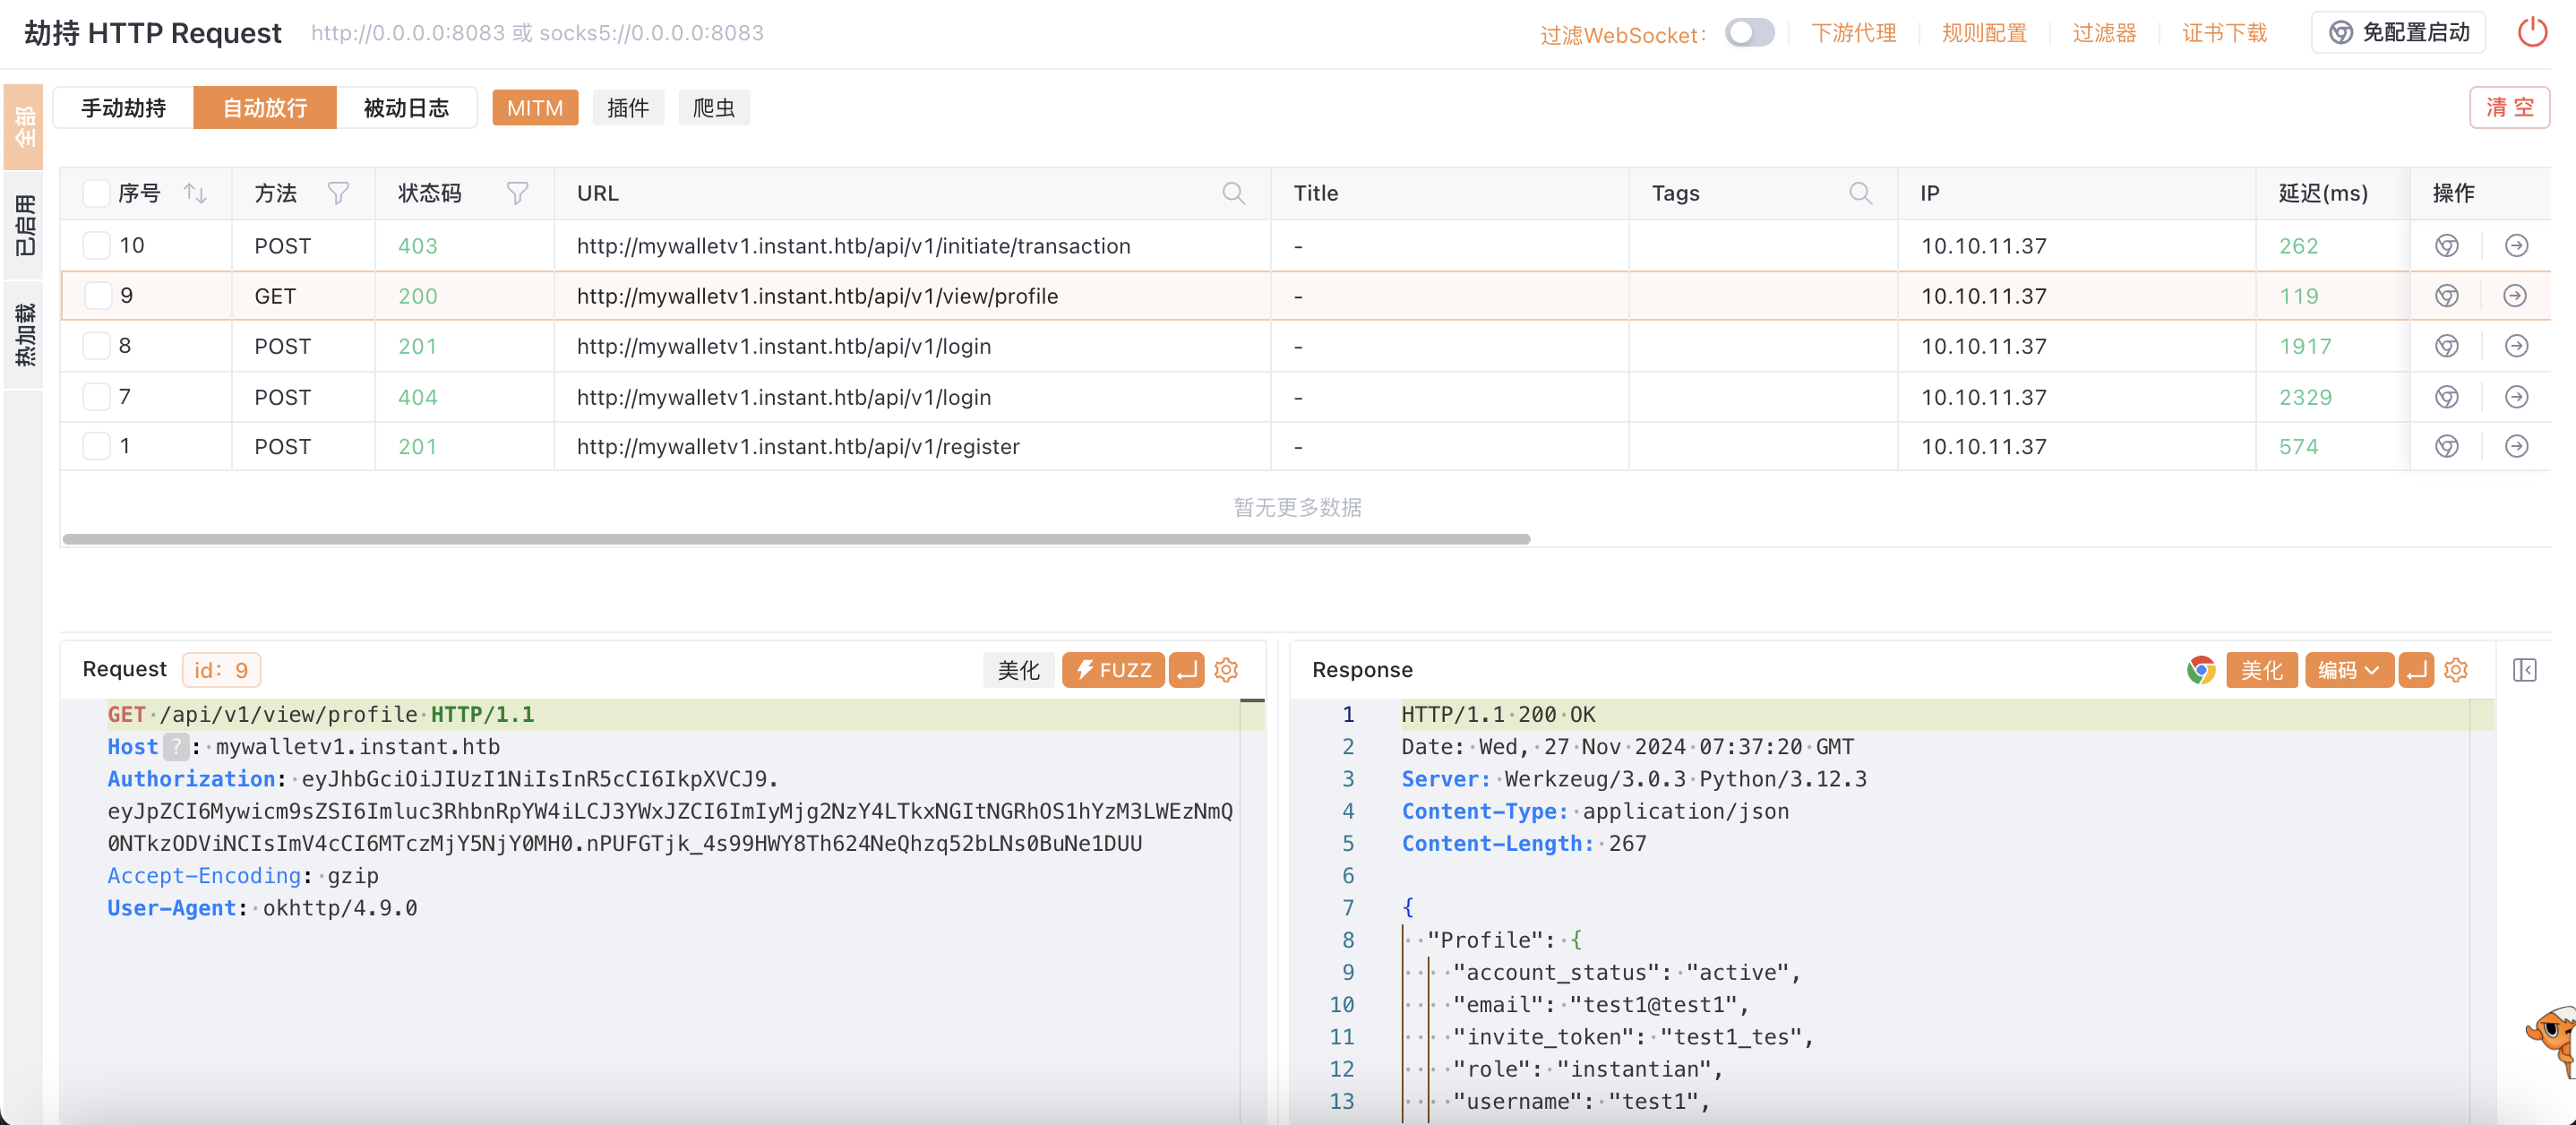 劫持 HTTP Request http://0.0.0.0:8083 或 socks5://0.0.0.0:8083 过滤WebSocket: 下游代理 规则配置 过滤器 证书下载 免配置启动
全部
已启用
热加载
手动劫持 自动放行 被动日志 MITM 插件 爬虫 清 空
序号 方法 状态码 URL Title Tags IP 延迟(ms) 操作
10 POST 403 http://mywalletv1.instant.htb/api/v1/initiate/transaction - 10.10.11.37 262
9 GET 200 http://mywalletv1.instant.htb/api/v1/view/profile - 10.10.11.37 119
8 POST 201 http://mywalletv1.instant.htb/api/v1/login - 10.10.11.37 1917
7 POST 404 http://mywalletv1.instant.htb/api/v1/login - 10.10.11.37 2329
1 POST 201 http://mywalletv1.instant.htb/api/v1/register - 10.10.11.37 574
暂无更多数据
Request id: 9 美化 FUZZ
GET /api/v1/view/profile HTTP/1.1
Host ? : mywalletv1.instant.htb
Authorization: eyJhbGciOiJIUzI1NiIsInR5cCI6IkpXVCJ9.
eyJpZCI6Mywicm9sZSI6Imluc3RhbnRpYW4iLCJ3YWxJZCI6ImIyMjg2NzY4LTkxNGItNGRhOS1hYzM3LWEzNmQ
0NTkzODViNCIsImV4cCI6MTczMjY5NjY0MH0.nPUFGTjk_4s99HWY8Th624NeQhzq52bLNs0BuNe1DUU
Accept-Encoding: gzip
User-Agent: okhttp/4.9.0
Response 美化 编码
1 HTTP/1.1 200 OK
2 Date: Wed, 27 Nov 2024 07:37:20 GMT
3 Server: Werkzeug/3.0.3 Python/3.12.3
4 Content-Type: application/json
5 Content-Length: 267
6
7 {
8 "Profile": {
9 "account_status": "active",
10 "email": "test1@test1",
11 "invite_token": "test1_tes",
12 "role": "instantian",
13 "username": "test1",